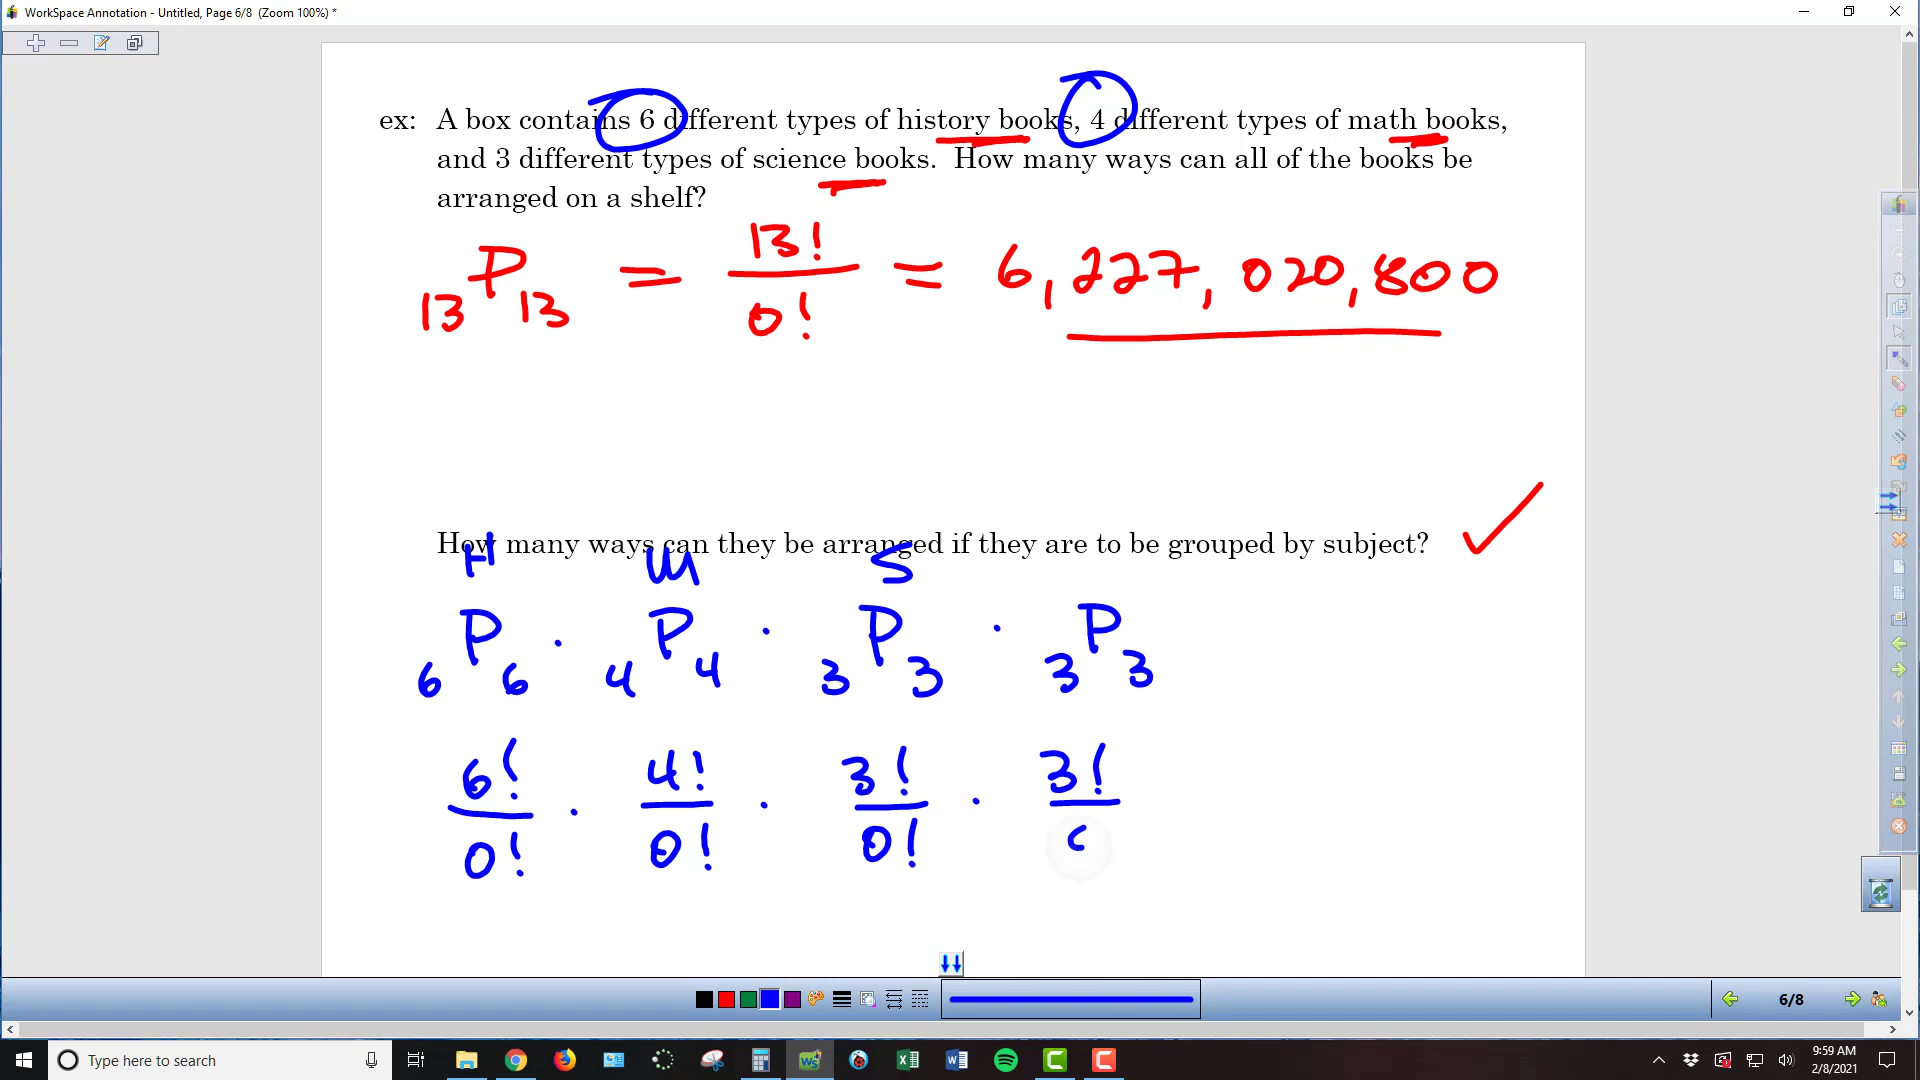 WorkSpace Annotation - Untitled, Page 6/8 (Zoom 100%) *
ex: A box contains 6 different types of history books, 4 different types of math books,
and 3 different types of science books. How many ways can all of the books be
arranged on a shelf?
13P13 = 13!/0! = 6,227,020,800
How many ways can they be arranged if they are to be grouped by subject?
H M S
6P6 · 4P4 · 3P3 · 3P3
6!/0! · 4!/0! · 3!/0! · 3!/
6/8
Type here to search
9:59 AM
2/8/2021